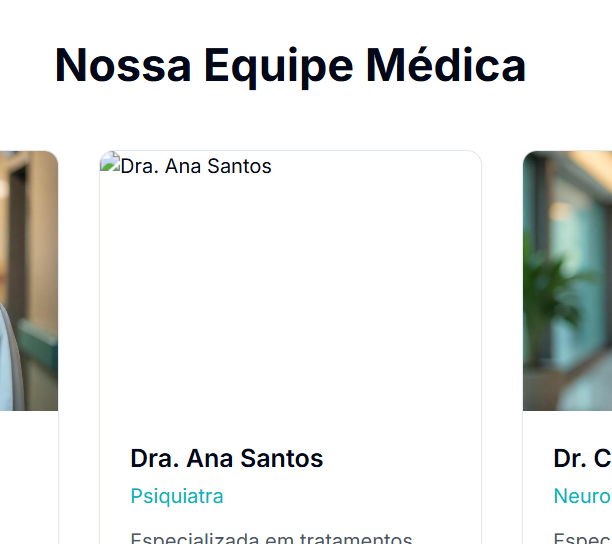 Nossa Equipe Médica
Dra. Ana Santos
Dra. Ana Santos
Dr. C
Psiquiatra
Neuro
Especializada em tratamentos
Espec